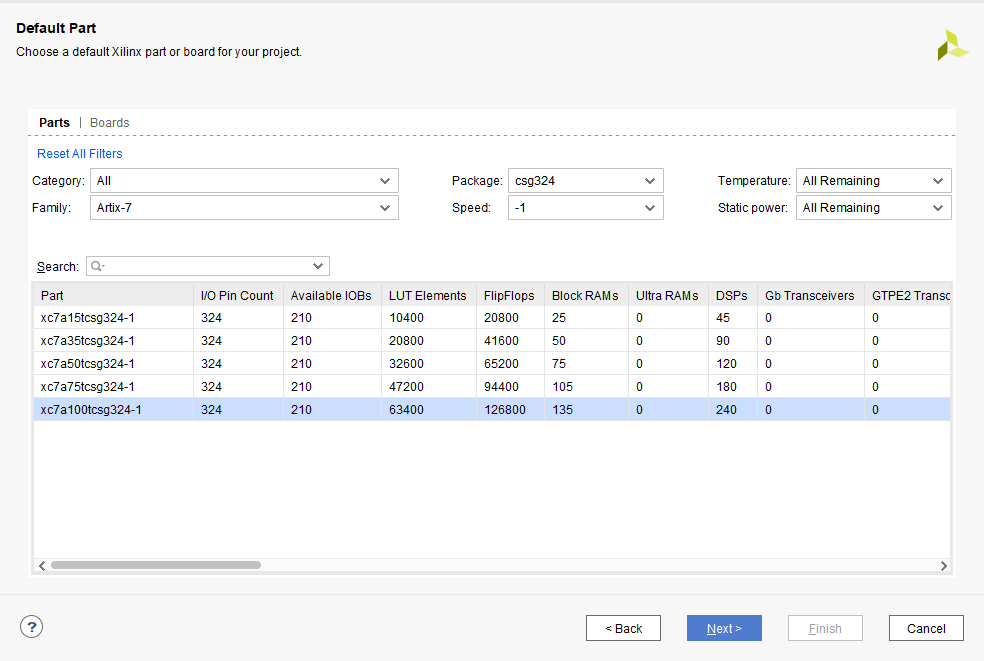 Default Part
Choose a default Xilinx part or board for your project.
Parts | Boards
Reset All Filters
Category: All Package: csg324 Temperature: All Remaining
Family: Artix-7 Speed: -1 Static power: All Remaining
Search:
Part I/O Pin Count Available IOBs LUT Elements FlipFlops Block RAMs Ultra RAMs DSPs Gb Transceivers GTPE2 Transc
xc7a15tcsg324-1 324 210 10400 20800 25 0 45 0 0
xc7a35tcsg324-1 324 210 20800 41600 50 0 90 0 0
xc7a50tcsg324-1 324 210 32600 65200 75 0 120 0 0
xc7a75tcsg324-1 324 210 47200 94400 105 0 180 0 0
xc7a100tcsg324-1 324 210 63400 126800 135 0 240 0 0
? < Back Next > Finish Cancel